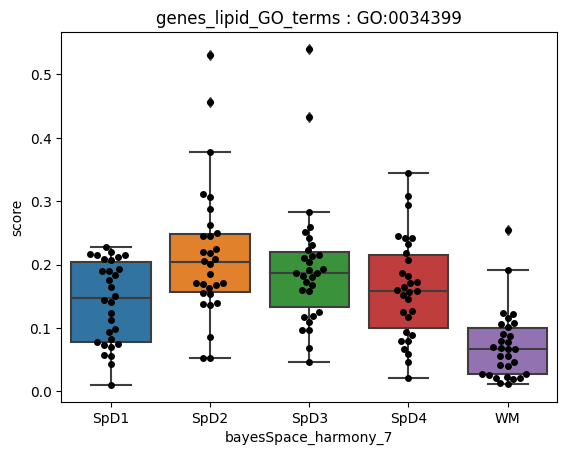 genes_lipid_GO_terms : GO:0034399
score
0.5
0.4
0.3
0.2
0.1
0.0
SpD1 SpD2 SpD3 SpD4 WM
bayesSpace_harmony_7